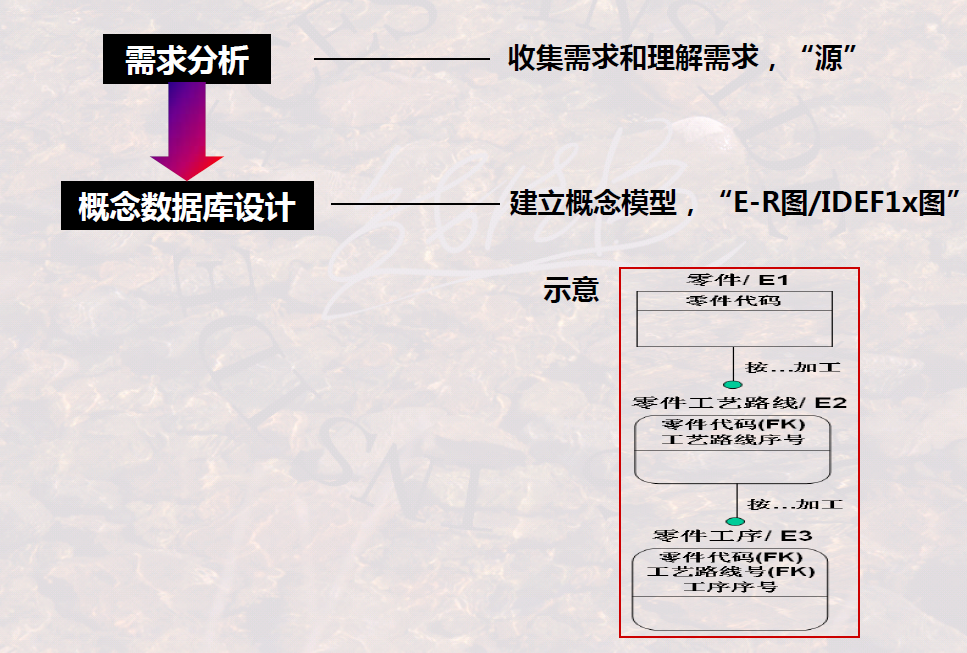 需求分析
收集需求和理解需求，“源”
概念数据库设计
建立概念模型，“E-R图/IDEF1x图”
示意
零件/ E1
零件代码
按…加工
零件工艺路线/ E2
零件代码(FK)
工艺路线序号
按…加工
零件工序/ E3
零件代码(FK)
工艺路线号(FK)
工序序号